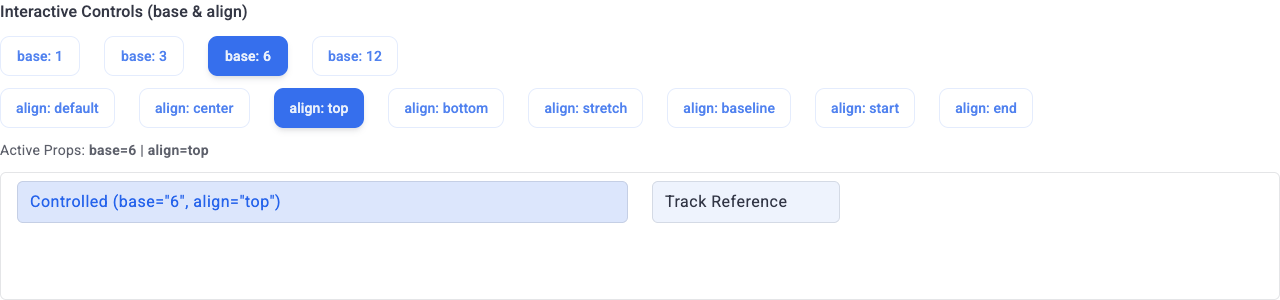 Interactive Controls (base & align)
base: 1 base: 3 base: 6 base: 12
align: default align: center align: top align: bottom align: stretch align: baseline align: start align: end
Active Props: base=6 | align=top
Controlled (base="6", align="top") Track Reference